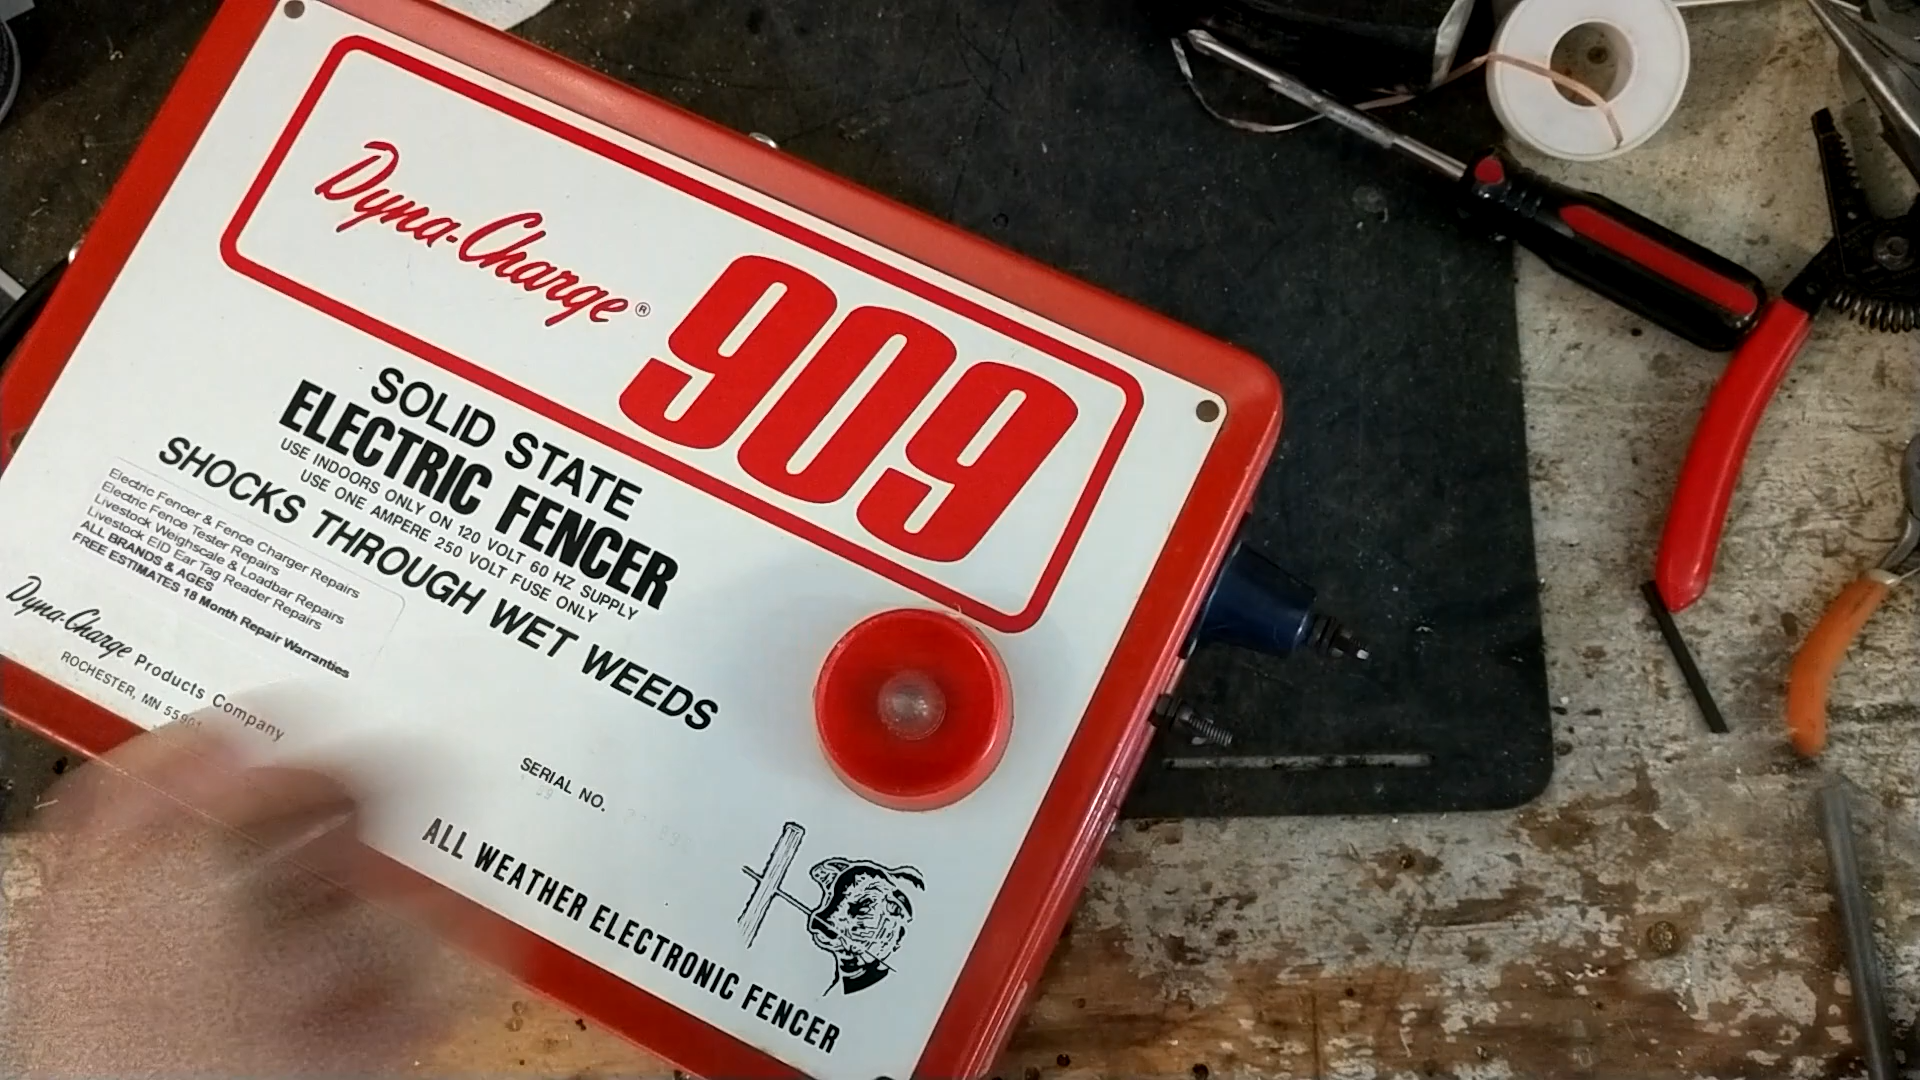 Dyna-Charge®
909
SOLID STATE
ELECTRIC FENCER
USE INDOORS ONLY ON 120 VOLT 60 HZ SUPPLY
USE ONE AMPERE 250 VOLT FUSE ONLY
SHOCKS THROUGH WET WEEDS
Electric Fencer & Fence Charger Repairs
Electric Fence Tester Repairs
Livestock Weighscale & Loadbar Repairs
Livestock EID Ear Tag Reader Repairs
ALL BRANDS & AGES
FREE ESTIMATES 18 Month Repair Warranties
Dyna-Charge Products Company
ROCHESTER, MN 55901
SERIAL NO.
ALL WEATHER ELECTRONIC FENCER